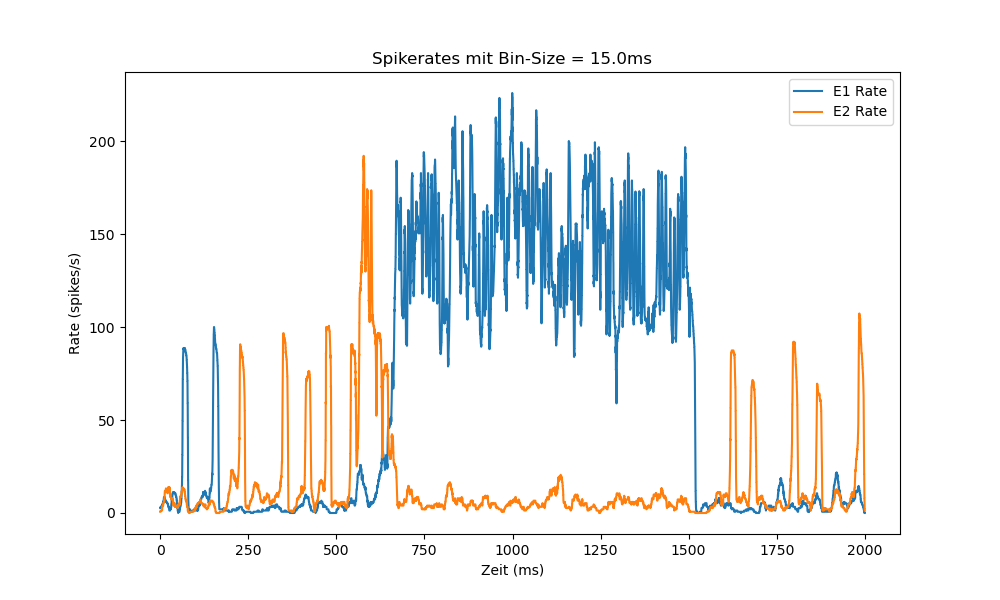 Spikerates mit Bin-Size = 15.0ms
E1 Rate
E2 Rate
Rate (spikes/s)
200
150
100
50
0
0 250 500 750 1000 1250 1500 1750 2000
Zeit (ms)